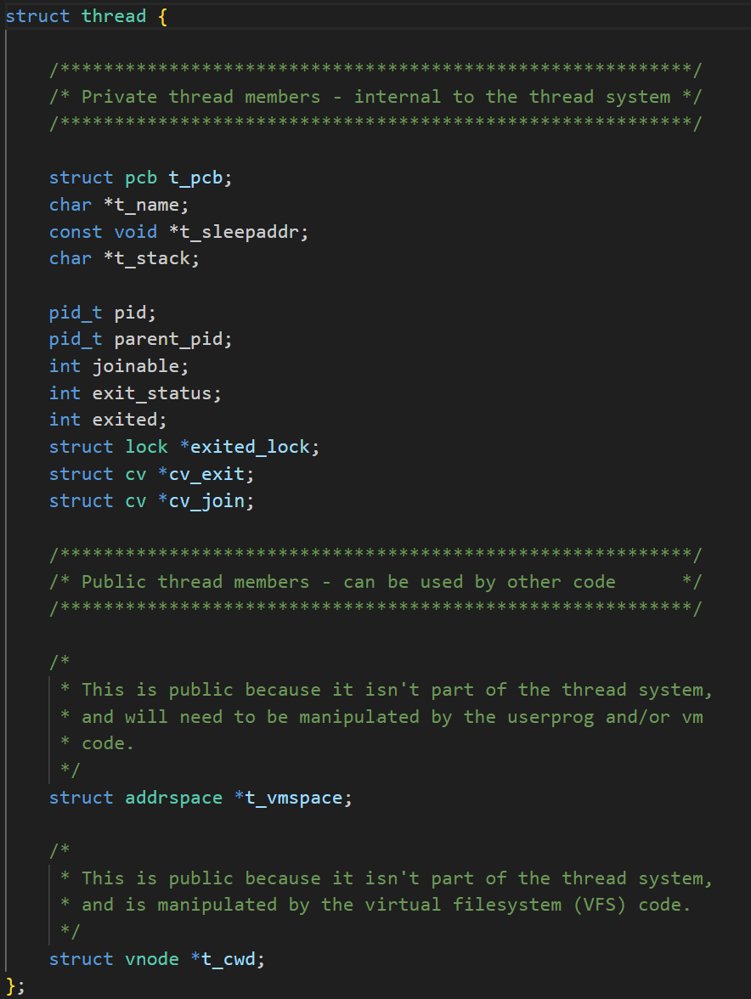 struct thread {
/**********************************************************/
/* Private thread members - internal to the thread system */
/**********************************************************/
struct pcb t_pcb;
char *t_name;
const void *t_sleepaddr;
char *t_stack;
pid_t pid;
pid_t parent_pid;
int joinable;
int exit_status;
int exited;
struct lock *exited_lock;
struct cv *cv_exit;
struct cv *cv_join;
/**********************************************************/
/* Public thread members - can be used by other code      */
/**********************************************************/
/*
* This is public because it isn't part of the thread system,
* and will need to be manipulated by the userprog and/or vm
* code.
*/
struct addrspace *t_vmspace;
/*
* This is public because it isn't part of the thread system,
* and is manipulated by the virtual filesystem (VFS) code.
*/
struct vnode *t_cwd;
};